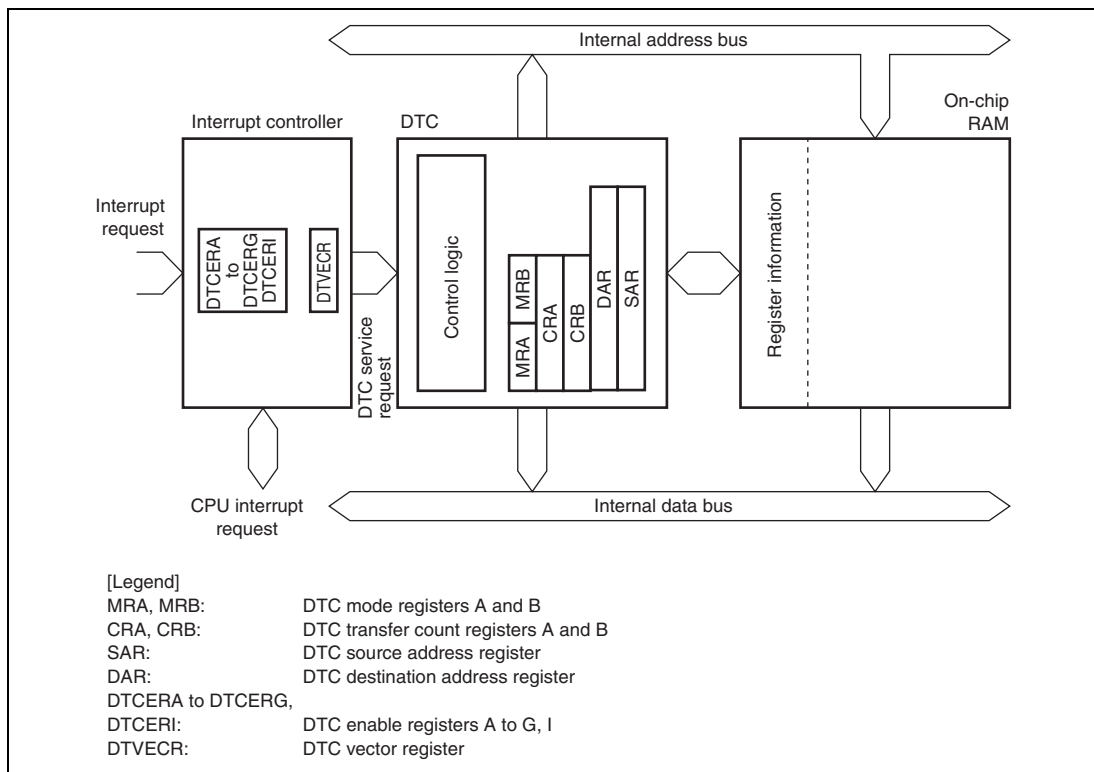 Internal address bus
On-chip
RAM
Interrupt controller
DTC
Interrupt
request
DTCERA
to
DTCERG
DTCERI
DTVECR
DTC service
request
Control logic
MRA
MRB
CRA
CRB
DAR
SAR
Register information
CPU interrupt
request
Internal data bus
[Legend]
MRA, MRB: DTC mode registers A and B
CRA, CRB: DTC transfer count registers A and B
SAR: DTC source address register
DAR: DTC destination address register
DTCERA to DTCERG,
DTCERI: DTC enable registers A to G, I
DTVECR: DTC vector register